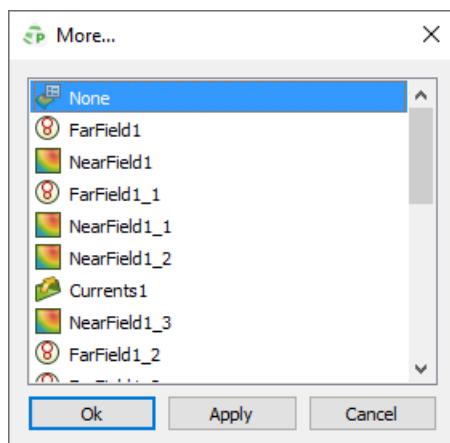 More...
None
FarField1
NearField1
FarField1_1
NearField1_1
NearField1_2
Currents1
NearField1_3
FarField1_2
Ok Apply Cancel